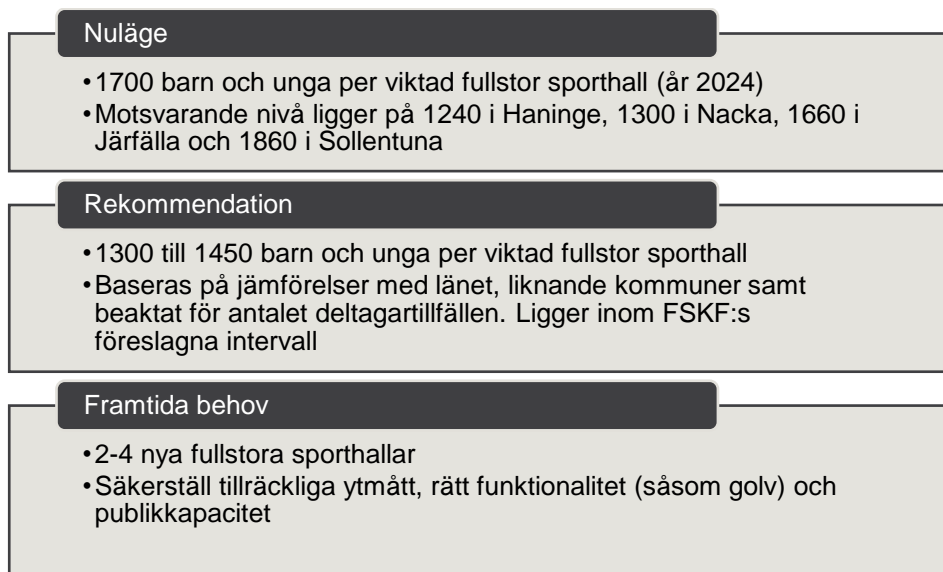 Nuläge
•1700 barn och unga per viktad fullstor sporthall (år 2024)
•Motsvarande nivå ligger på 1240 i Haninge, 1300 i Nacka, 1660 i
Järfälla och 1860 i Sollentuna
Rekommendation
•1300 till 1450 barn och unga per viktad fullstor sporthall
•Baseras på jämförelser med länet, liknande kommuner samt
beaktat för antalet deltagartillfällen. Ligger inom FSKF:s
föreslagna intervall
Framtida behov
•2-4 nya fullstora sporthallar
•Säkerställ tillräckliga ytmått, rätt funktionalitet (såsom golv) och
publikkapacitet